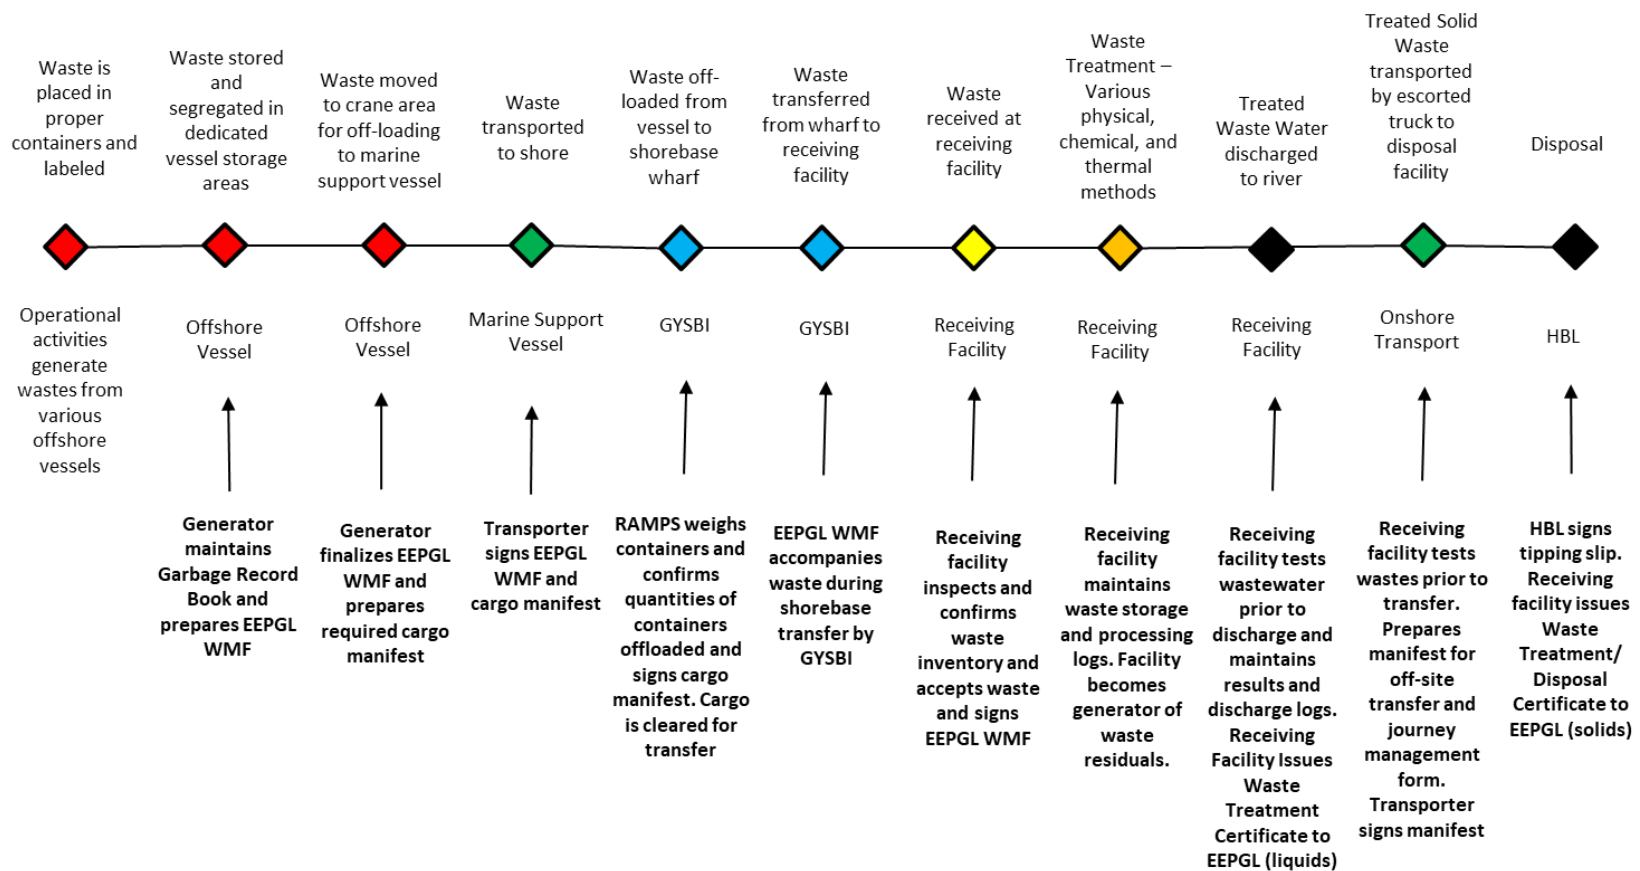 Waste is
placed in
proper
containers and
labeled
Waste stored
and
segregated in
dedicated
vessel storage
areas
Waste moved
to crane area
for off-loading
to marine
support vessel
Waste
transported
to shore
Waste off-
loaded from
vessel to
shorebase
wharf
Waste
transferred
from wharf to
receiving
facility
Waste
received at
receiving
facility
Waste
Treatment –
Various
physical,
chemical, and
thermal
methods
Treated
Waste Water
discharged
to river
Treated Solid
Waste
transported
by escorted
truck to
disposal
facility
Disposal
Operational
activities
generate
wastes from
various
offshore
vessels
Offshore
Vessel
Offshore
Vessel
Marine Support
Vessel
GYSBI
GYSBI
Receiving
Facility
Receiving
Facility
Receiving
Facility
Onshore
Transport
HBL
Generator
maintains
Garbage Record
Book and
prepares EEPGL
WMF
Generator
finalizes EEPGL
WMF and
prepares
required cargo
manifest
Transporter
signs EEPGL
WMF and
cargo manifest
RAMPS weighs
containers and
confirms
quantities of
containers
offloaded and
signs cargo
manifest. Cargo
is cleared for
transfer
EEPGL WMF
accompanies
waste during
shorebase
transfer by
GYSBI
Receiving
facility
inspects and
confirms
waste
inventory and
accepts waste
and signs
EEPGL WMF
Receiving
facility
maintains
waste storage
and processing
logs. Facility
becomes
generator of
waste
residuals.
Receiving
facility tests
wastewater
prior to
discharge and
maintains
results and
discharge logs.
Receiving
Facility Issues
Waste
Treatment
Certificate to
EEPGL (liquids)
Receiving
facility tests
wastes prior to
transfer.
Prepares
manifest for
off-site
transfer and
journey
management
form.
Transporter
signs manifest
HBL signs
tipping slip.
Receiving
facility issues
Waste
Treatment/
Disposal
Certificate to
EEPGL (solids)